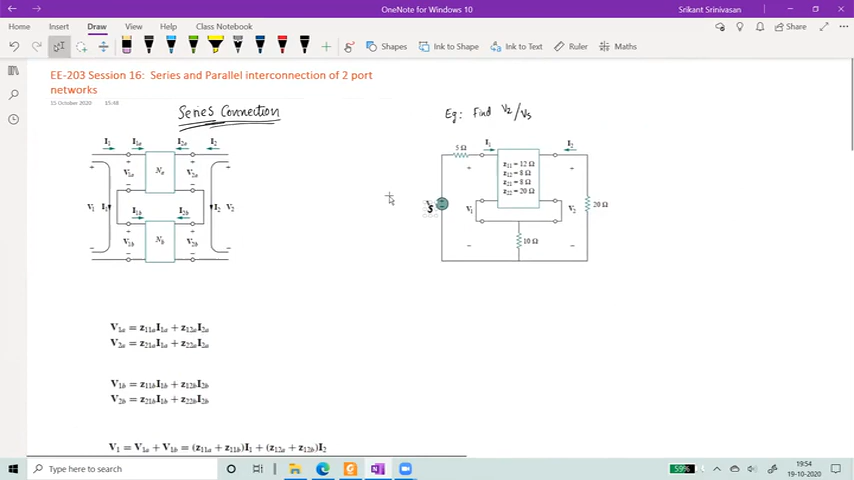 OneNote for Windows 10
Srikant Srinivasan
Home Insert Draw View Help Class Notebook Share
Shapes Ink to Shape Ink to Text Ruler Maths
EE-203 Session 16: Series and Parallel interconnection of 2 port
networks
15 October 2020 15:48
Series Connection
I₁ I₁ₐ I₂ₐ I₂
+ + + +
V₁ₐ Nₐ V₂ₐ
− −
V₁ I₁ I₁b I₂b I₂ V₂
+ +
V₁b Nb V₂b
− − − −
V₁ₐ = z₁₁ₐI₁ₐ + z₁₂ₐI₂ₐ
V₂ₐ = z₂₁ₐI₁ₐ + z₂₂ₐI₂ₐ
V₁b = z₁₁bI₁b + z₁₂bI₂b
V₂b = z₂₁bI₁b + z₂₂bI₂b
V₁ = V₁ₐ + V₁b = (z₁₁ₐ + z₁₁b)I₁ + (z₁₂ₐ + z₁₂b)I₂
Eg: Find V₂/Vs
I₁ I₂
5 Ω
z₁₁ = 12 Ω
z₁₂ = 8 Ω
z₂₁ = 8 Ω
z₂₂ = 20 Ω
+ +
S V₁ V₂ 20 Ω
10 Ω
− −
Type here to search
59%
19:54
19-10-2020